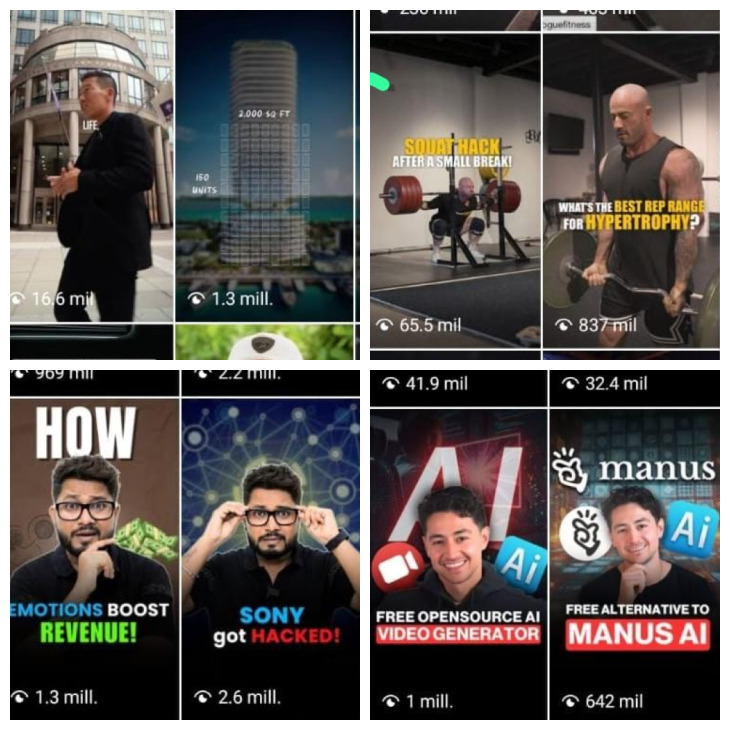 LIFE,
16.6 mil
2,000 SQ FT
150
UNITS
1.3 mill.
oguefitness
SQUAT HACK
AFTER A SMALL BREAK!
65.5 mil
WHAT'S THE BEST REP RANGE
FOR HYPERTROPHY?
837 mil
969 mil
2.2 mill.
HOW
EMOTIONS BOOST
REVENUE!
1.3 mill.
SONY
got HACKED!
2.6 mill.
41.9 mil
32.4 mil
AI
Ai
FREE OPENSOURCE AI
VIDEO GENERATOR
1 mill.
manus
Ai
FREE ALTERNATIVE TO
MANUS AI
642 mil